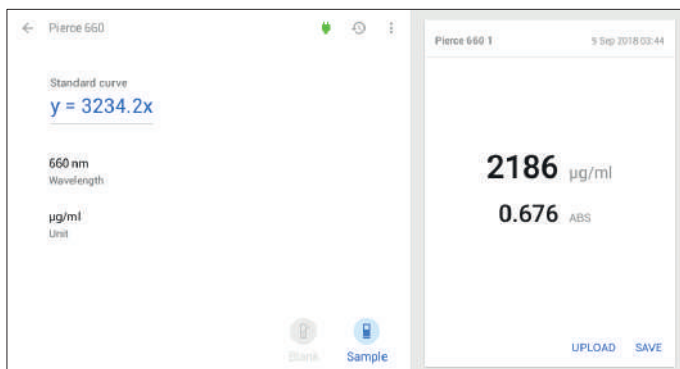 Pierce 660
Standard curve
y = 3234.2x
660 nm
Wavelength
µg/ml
Unit
Blank
Sample
Pierce 660 1
9 Sep 2018 03:44
2186 µg/ml
0.676 ABS
UPLOAD SAVE